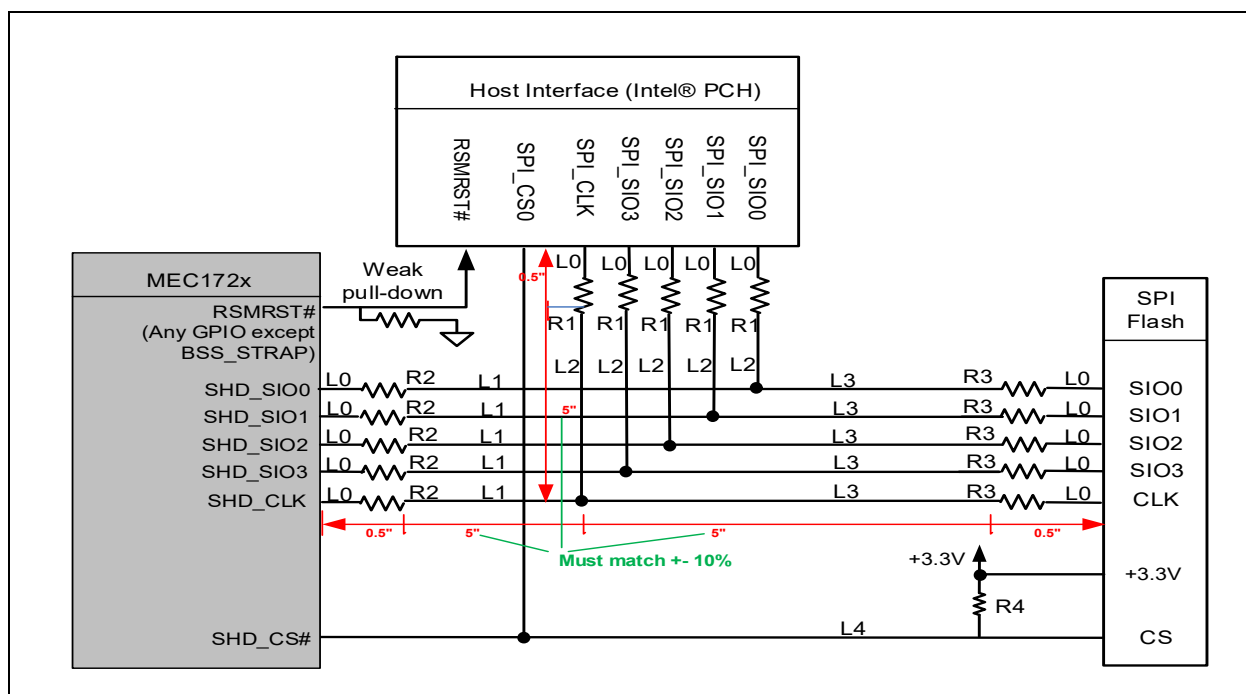 Host Interface (Intel® PCH)
RSMRST#
SPI_CS0
SPI_CLK
SPI_SIO3
SPI_SIO2
SPI_SIO1
SPI_SIO0
L0 L0 L0 L0 L0
0.5"
R1 R1 R1 R1 R1
L2 L2 L2 L2 L2
MEC172x
RSMRST#
(Any GPIO except
BSS_STRAP)
Weak
pull-down
SPI
Flash
SHD_SIO0 L0 R2 L1 L3 R3 L0 SIO0
SHD_SIO1 L0 R2 L1 5" L3 R3 L0 SIO1
SHD_SIO2 L0 R2 L1 L3 R3 L0 SIO2
SHD_SIO3 L0 R2 L1 L3 R3 L0 SIO3
SHD_CLK L0 R2 L1 L3 R3 L0 CLK
0.5" 5" 5" 0.5"
Must match +- 10%
+3.3V
+3.3V
R4
SHD_CS# L4 CS